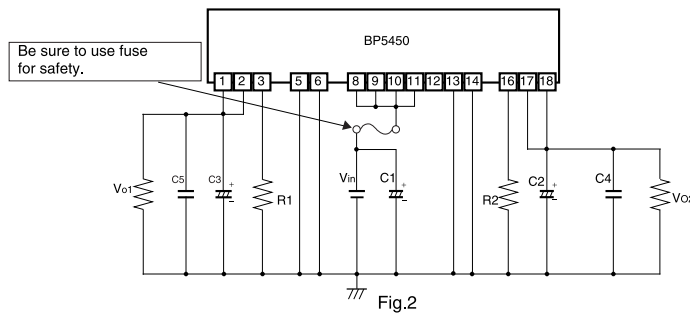 BP5450
Be sure to use fuse
for safety.
1 2 3 5 6 8 9 10 11 12 13 14 16 17 18
Vo1 C5 C3 + - R1 Vin C1 + - R2 C2 + - C4 VO2
Fig.2